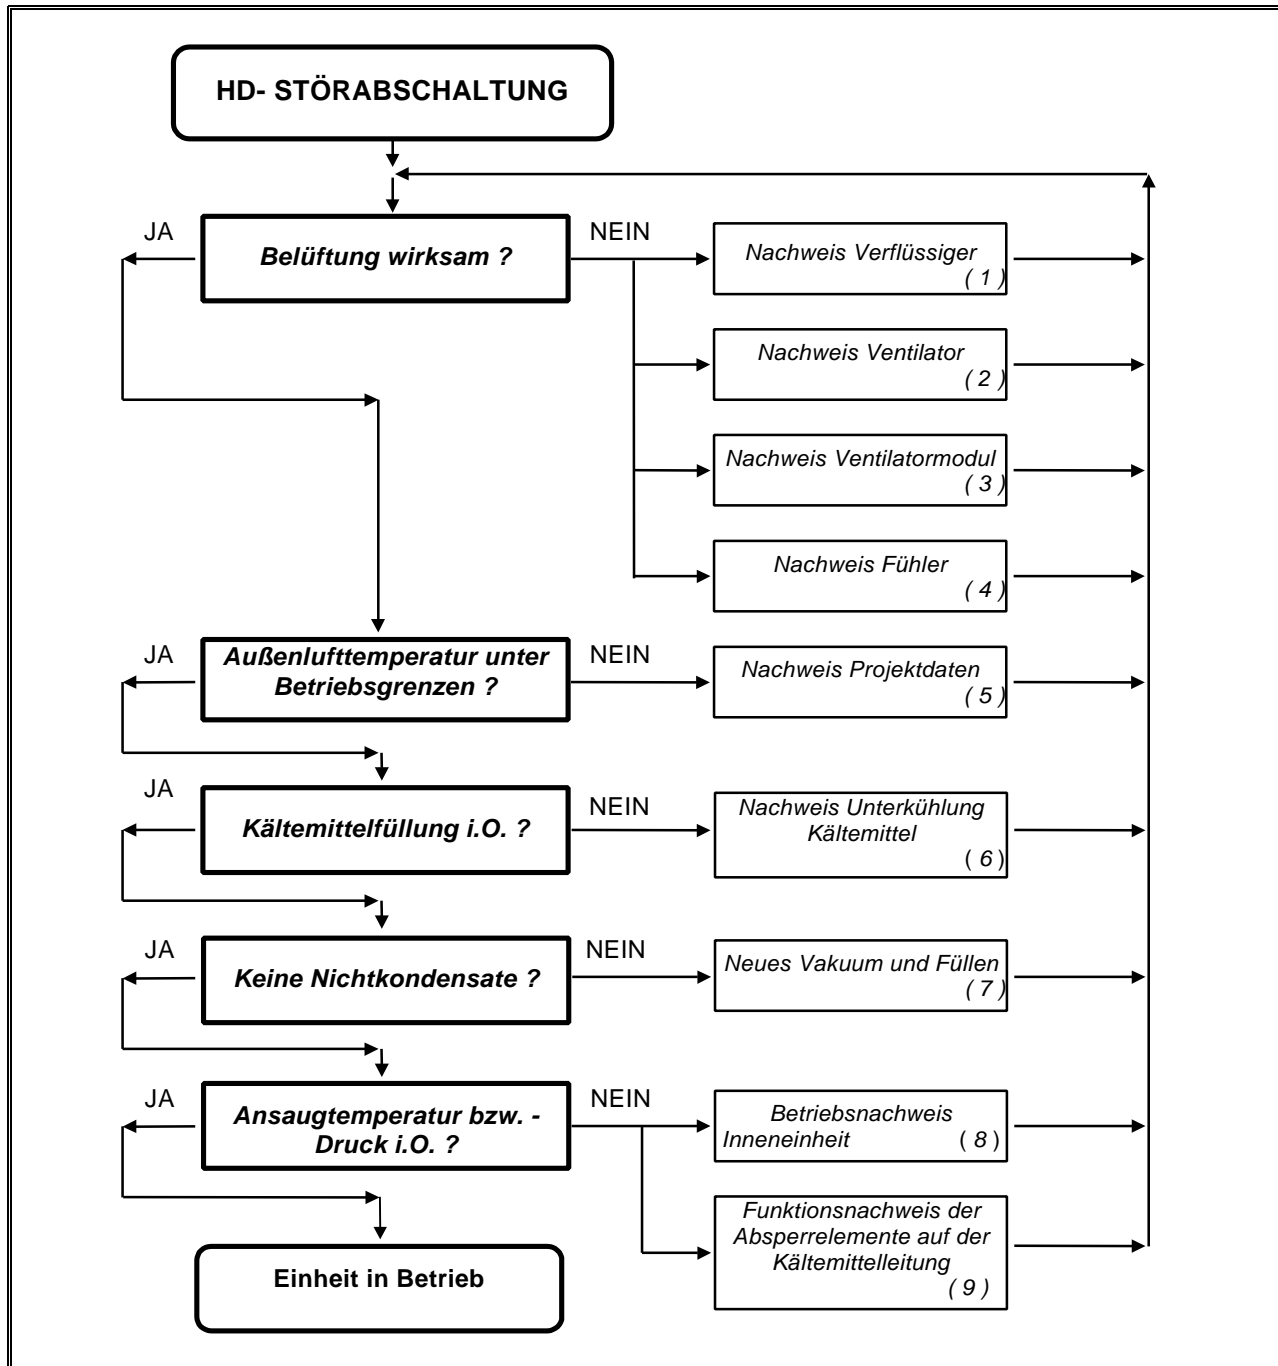 HD- STÖRABSCHALTUNG
JA
Belüftung wirksam ?
NEIN
Nachweis Verflüssiger
( 1 )
Nachweis Ventilator
( 2 )
Nachweis Ventilatormodul
( 3 )
Nachweis Fühler
( 4 )
JA
Außenlufttemperatur unter
Betriebsgrenzen ?
NEIN
Nachweis Projektdaten
( 5 )
JA
Kältemittelfüllung i.O. ?
NEIN
Nachweis Unterkühlung
Kältemittel
( 6 )
JA
Keine Nichtkondensate ?
NEIN
Neues Vakuum und Füllen
( 7 )
JA
Ansaugtemperatur bzw. -
Druck i.O. ?
NEIN
Betriebsnachweis
Inneneinheit ( 8 )
Funktionsnachweis der
Absperrelemente auf der
Kältemittelleitung
( 9 )
Einheit in Betrieb